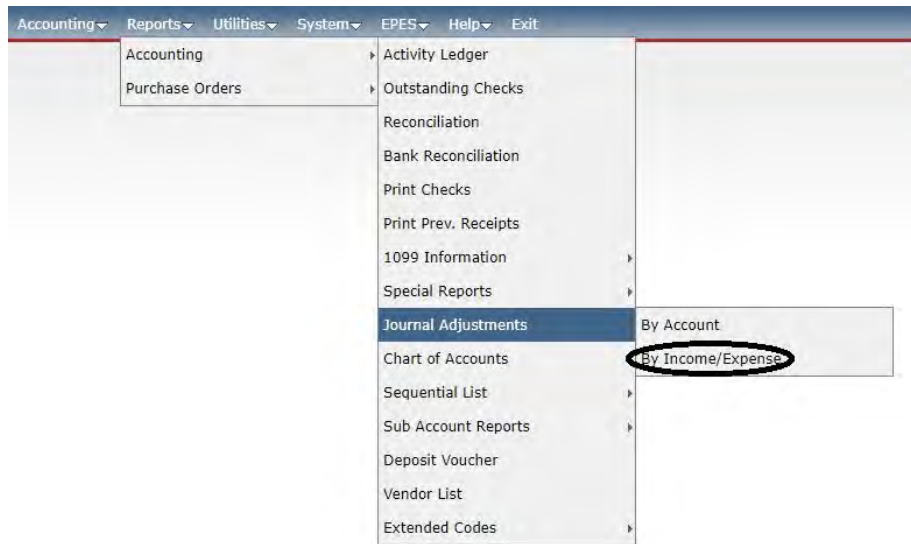 Accounting Reports Utilities System EPES Help Exit
Accounting
Purchase Orders
Activity Ledger
Outstanding Checks
Reconciliation
Bank Reconciliation
Print Checks
Print Prev. Receipts
1099 Information
Special Reports
Journal Adjustments
Chart of Accounts
Sequential List
Sub Account Reports
Deposit Voucher
Vendor List
Extended Codes
By Account
By Income/Expense